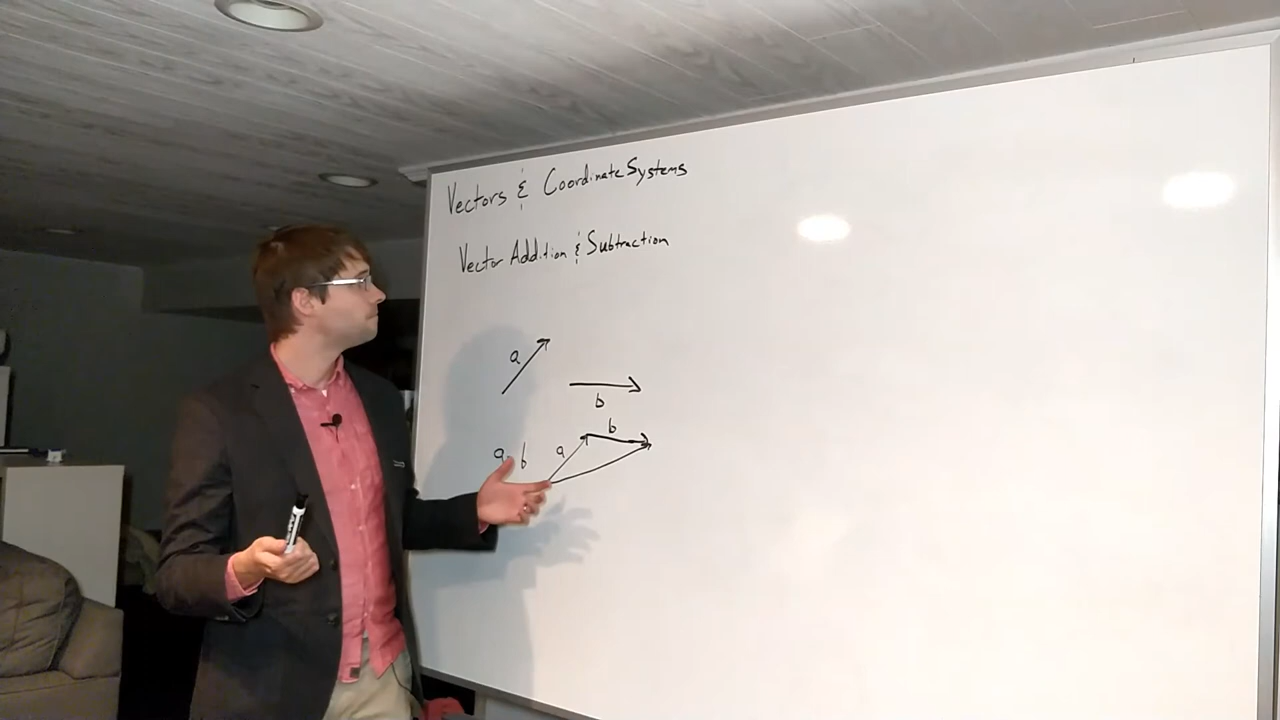 Vectors & Coordinate Systems
Vector Addition & Subtraction
a
b
b
a b a